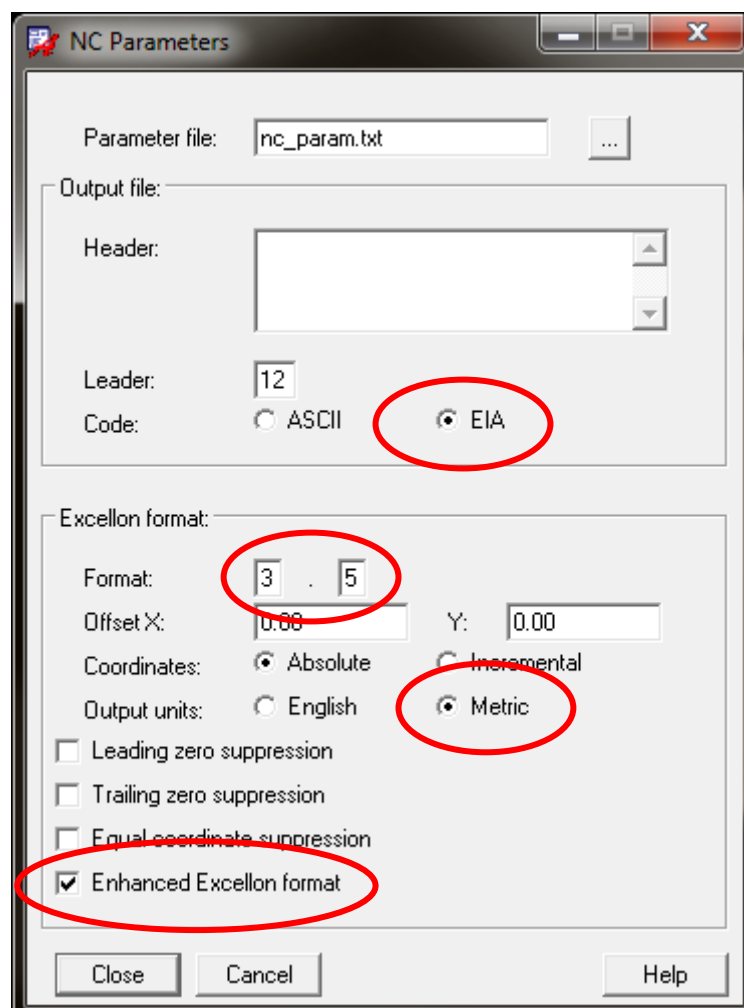 NC Parameters
Parameter file: nc_param.txt ...
Output file:
Header:
Leader: 12
Code: ASCII EIA
Excellon format:
Format: 3 . 5
Offset X: 0.00 Y: 0.00
Coordinates: Absolute Incremental
Output units: English Metric
Leading zero suppression
Trailing zero suppression
Equal coordinate suppression
Enhanced Excellon format
Close Cancel Help